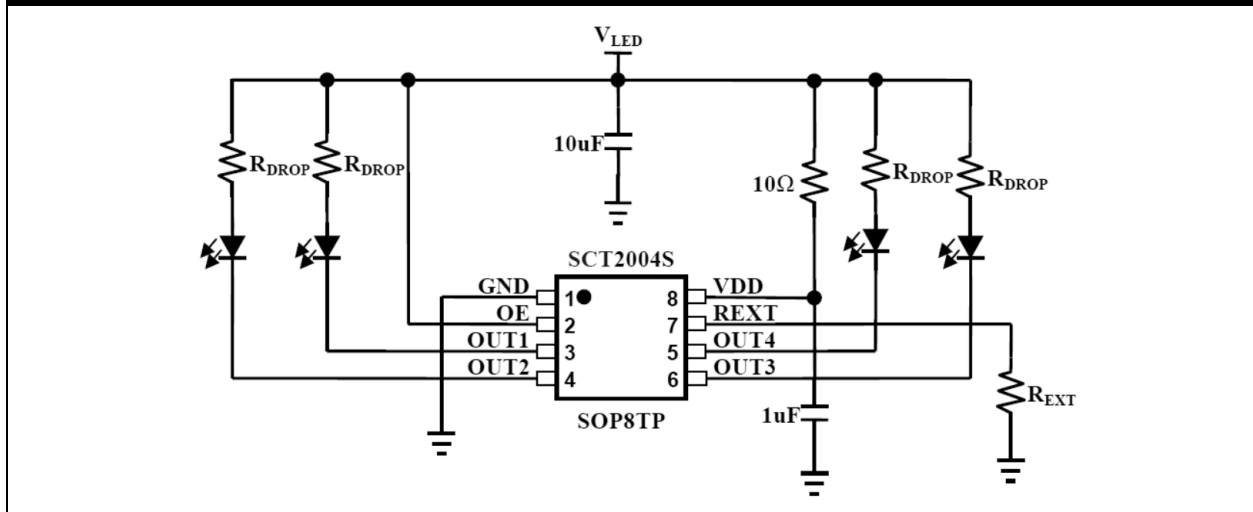 VLED
10uF
RDROP
RDROP
10Ω
RDROP
RDROP
SCT2004S
GND 1 8 VDD
OE 2 7 REXT
OUT1 3 5 OUT4
OUT2 4 6 OUT3
SOP8TP
1uF
REXT